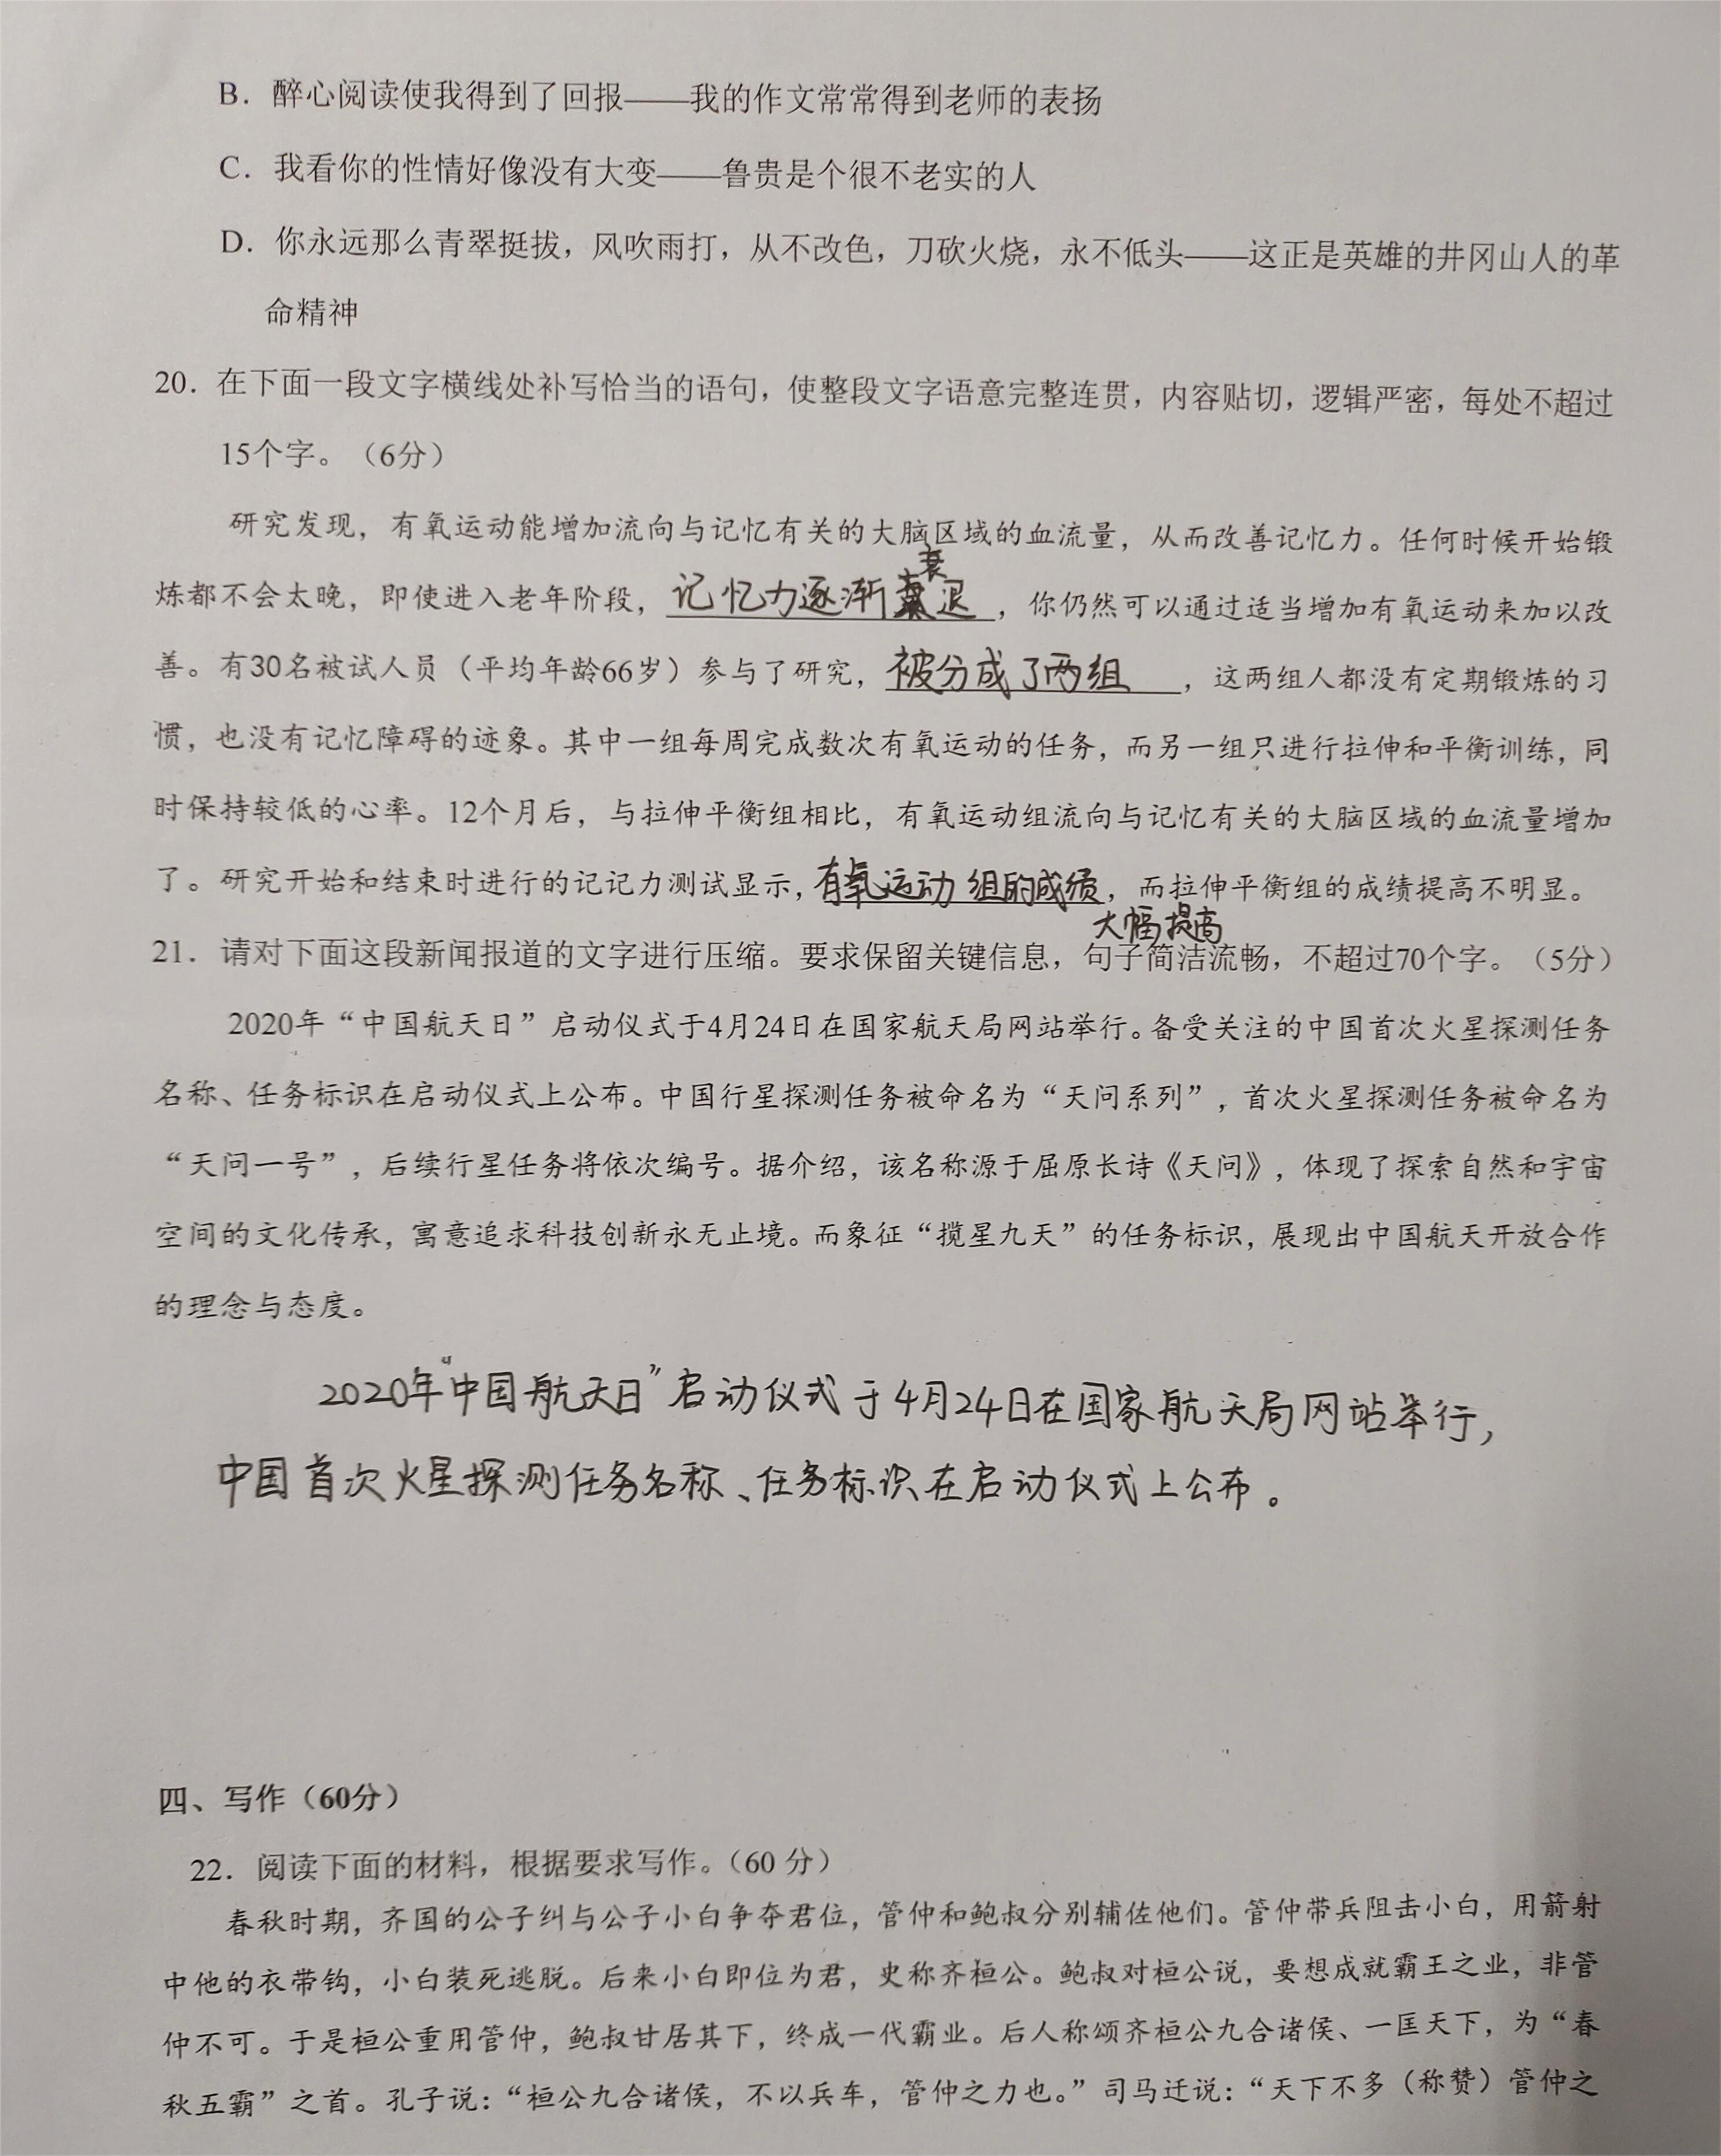 B．醉心阅读使我得到了回报——我的作文常常得到老师的表扬
C．我看你的性情好像没有大变——鲁贵是个很不老实的人
D．你永远那么青翠挺拔，风吹雨打，从不改色，刀砍火烧，永不低头——这正是英雄的井冈山人的革
命精神
20．在下面一段文字横线处补写恰当的语句，使整段文字语意完整连贯，内容贴切，逻辑严密，每处不超过
15个字。（6分）
研究发现，有氧运动能增加流向与记忆有关的大脑区域的血流量，从而改善记忆力。任何时候开始锻
衰
炼都不会太晚，即使进入老年阶段，记忆力逐渐退，你仍然可以通过适当增加有氧运动来加以改
善。有30名被试人员（平均年龄66岁）参与了研究，被分成了两组，这两组人都没有定期锻炼的习
惯，也没有记忆障碍的迹象。其中一组每周完成数次有氧运动的任务，而另一组只进行拉伸和平衡训练，同
时保持较低的心率。12个月后，与拉伸平衡组相比，有氧运动组流向与记忆有关的大脑区域的血流量增加
了。研究开始和结束时进行的记记力测试显示，有氧运动组的成绩，而拉伸平衡组的成绩提高不明显。
大幅提高
21．请对下面这段新闻报道的文字进行压缩。要求保留关键信息，句子简洁流畅，不超过70个字。（5分）
2020年“中国航天日”启动仪式于4月24日在国家航天局网站举行。备受关注的中国首次火星探测任务
名称、任务标识在启动仪式上公布。中国行星探测任务被命名为“天问系列”，首次火星探测任务被命名为
“天问一号”，后续行星任务将依次编号。据介绍，该名称源于屈原长诗《天问》，体现了探索自然和宇宙
空间的文化传承，寓意追求科技创新永无止境。而象征“揽星九天”的任务标识，展现出中国航天开放合作
的理念与态度。
2020年“中国航天日”启动仪式于4月24日在国家航天局网站举行，
中国首次火星探测任务名称、任务标识在启动仪式上公布。
四、写作（60分）
22．阅读下面的材料，根据要求写作。（60 分）
春秋时期，齐国的公子纠与公子小白争夺君位，管仲和鲍叔分别辅佐他们。管仲带兵阻击小白，用箭射
中他的衣带钩，小白装死逃脱。后来小白即位为君，史称齐桓公。鲍叔对桓公说，要想成就霸王之业，非管
仲不可。于是桓公重用管仲，鲍叔甘居其下，终成一代霸业。后人称颂齐桓公九合诸侯、一匡天下，为“春
秋五霸”之首。孔子说：“桓公九合诸侯，不以兵车，管仲之力也。”司马迁说：“天下不多（称赞）管仲之